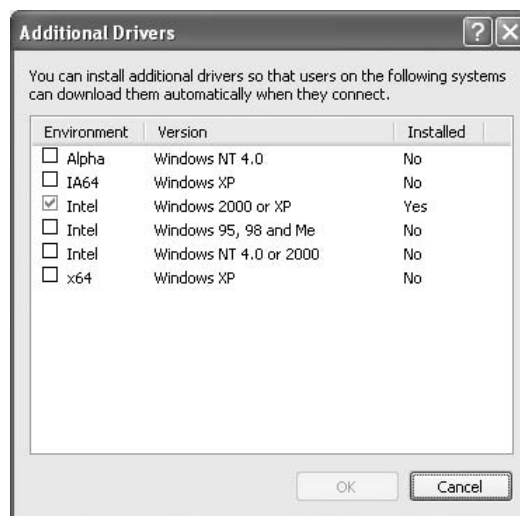 Additional Drivers
You can install additional drivers so that users on the following systems
can download them automatically when they connect.
Environment Version Installed
Alpha Windows NT 4.0 No
IA64 Windows XP No
Intel Windows 2000 or XP Yes
Intel Windows 95, 98 and Me No
Intel Windows NT 4.0 or 2000 No
x64 Windows XP No
OK Cancel